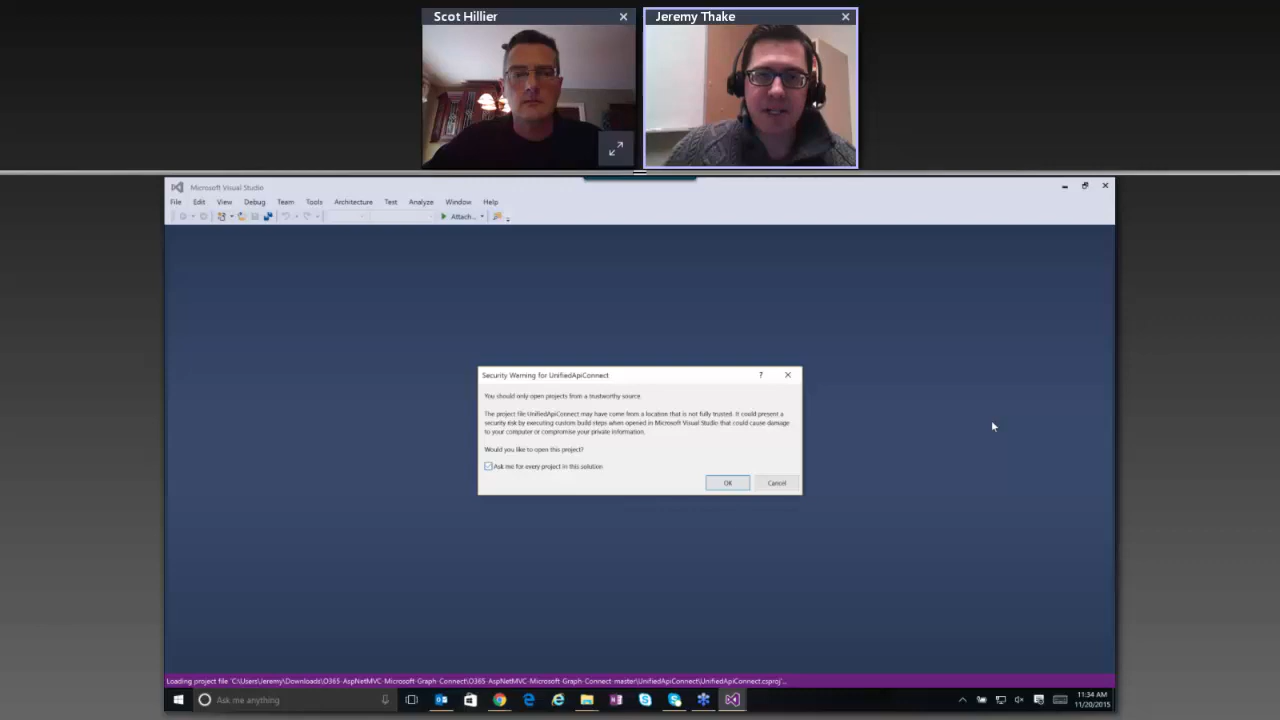 Scot Hillier
Jeremy Thake
Microsoft Visual Studio
File Edit View Debug Team Tools Architecture Test Analyze Window Help
Attach...
Security Warning for UnifiedApiConnect
You should only open projects from a trustworthy source.
The project file UnifiedApiConnect may have come from a location that is not fully trusted. It could present a
security risk by executing custom build steps when opened in Microsoft Visual Studio that could cause damage
to your computer or compromise your private information.
Would you like to open this project?
Ask me for every project in this solution
OK Cancel
Loading project file 'C:\Users\Jeremy\Downloads\O365-AspNetMVC-Microsoft-Graph-Connect\O365-AspNetMVC-Microsoft-Graph-Connect-master\UnifiedApiConnect\UnifiedApiConnect.csproj'...
Ask me anything
11:34 AM
11/20/2015